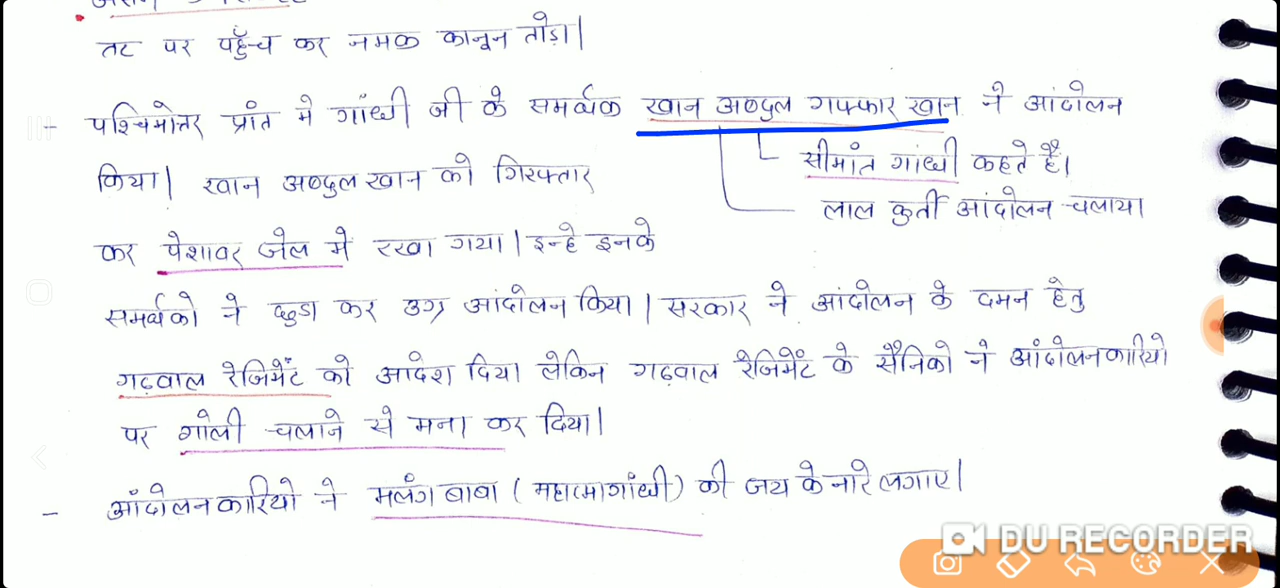 तट पर पहुँच कर नमक कानून तोड़ा|
- पश्चिमोत्तर प्रांत मे गांधी जी के समर्थक खान अब्दुल गफ्फार खान ने आंदोलन
सीमांत गांधी कहते है।
किया| खान अब्दुल खान को गिरफ्तार
लाल कुर्ती आंदोलन चलाया।
कर पेशावर जेल मे रखा गया| इन्हे इनके
समर्थको ने छुडा कर उग्र आंदोलन किया| सरकार ने आंदोलन के दमन हेतु
गढ़वाल रेजिमेंट को आदेश दिया लेकिन गढ़वाल रेजिमेंट के सैनिको ने आंदोलनकारियो
पर गोली चलाने से मना कर दिया|
- आंदोलनकारियो ने मलंग बाबा (महात्मागांधी) की जय के नारे लगाए|
DU RECORDER